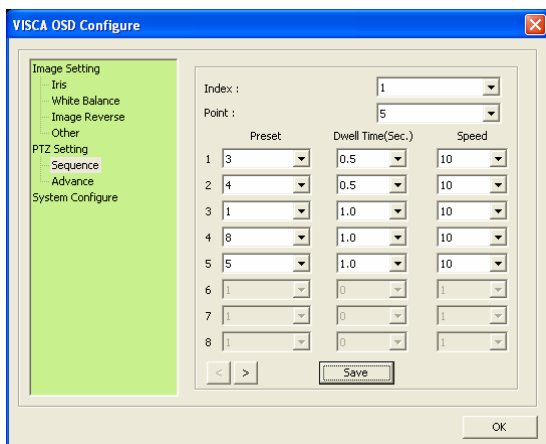 VISCA OSD Configure
Image Setting
Iris
White Balance
Image Reverse
Other
PTZ Setting
Sequence
Advance
System Configure
Index : 1
Point : 5
Preset Dwell Time(Sec.) Speed
1 3 0.5 10
2 4 0.5 10
3 1 1.0 10
4 8 1.0 10
5 5 1.0 10
6 1 0 1
7 1 0 1
8 1 0 1
< > Save
OK